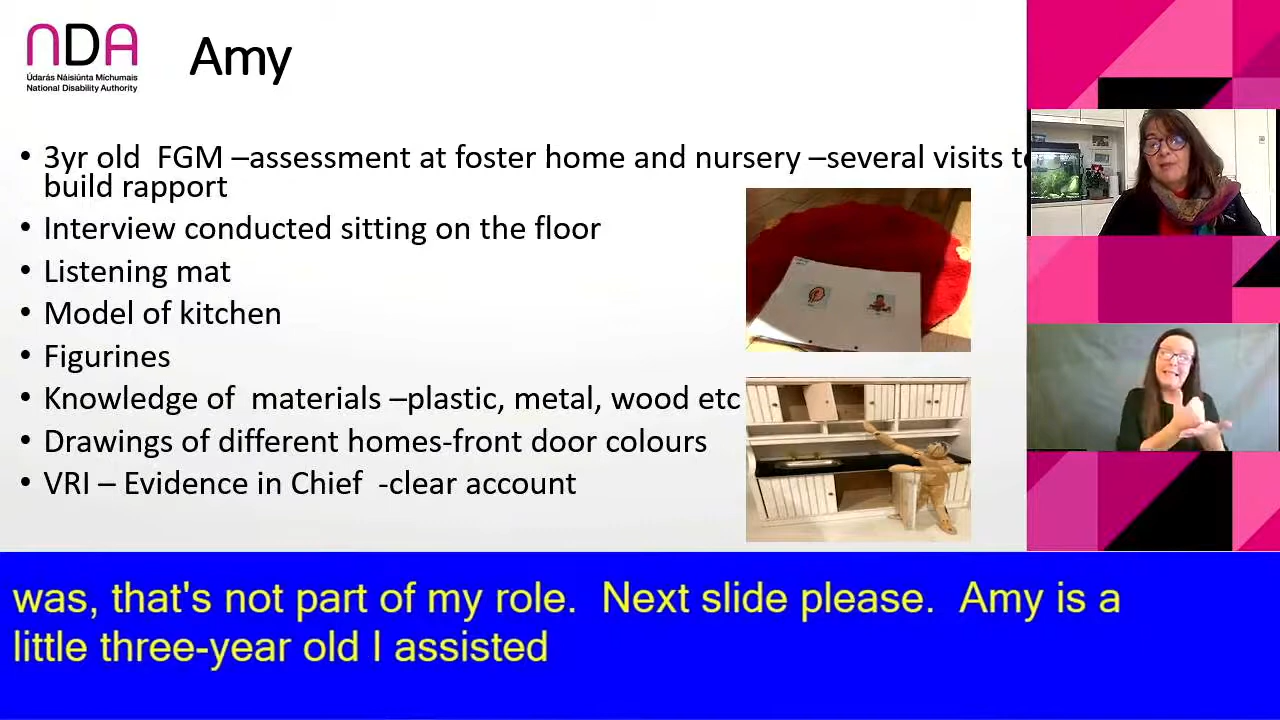 NDA
Údarás Náisiúnta Míchumais
National Disability Authority
Amy
• 3yr old  FGM –assessment at foster home and nursery –several visits to
build rapport
• Interview conducted sitting on the floor
• Listening mat
• Model of kitchen
• Figurines
• Knowledge of  materials –plastic, metal, wood etc
• Drawings of different homes-front door colours
• VRI – Evidence in Chief  -clear account
was, that's not part of my role.  Next slide please.  Amy is a
little three-year old I assisted